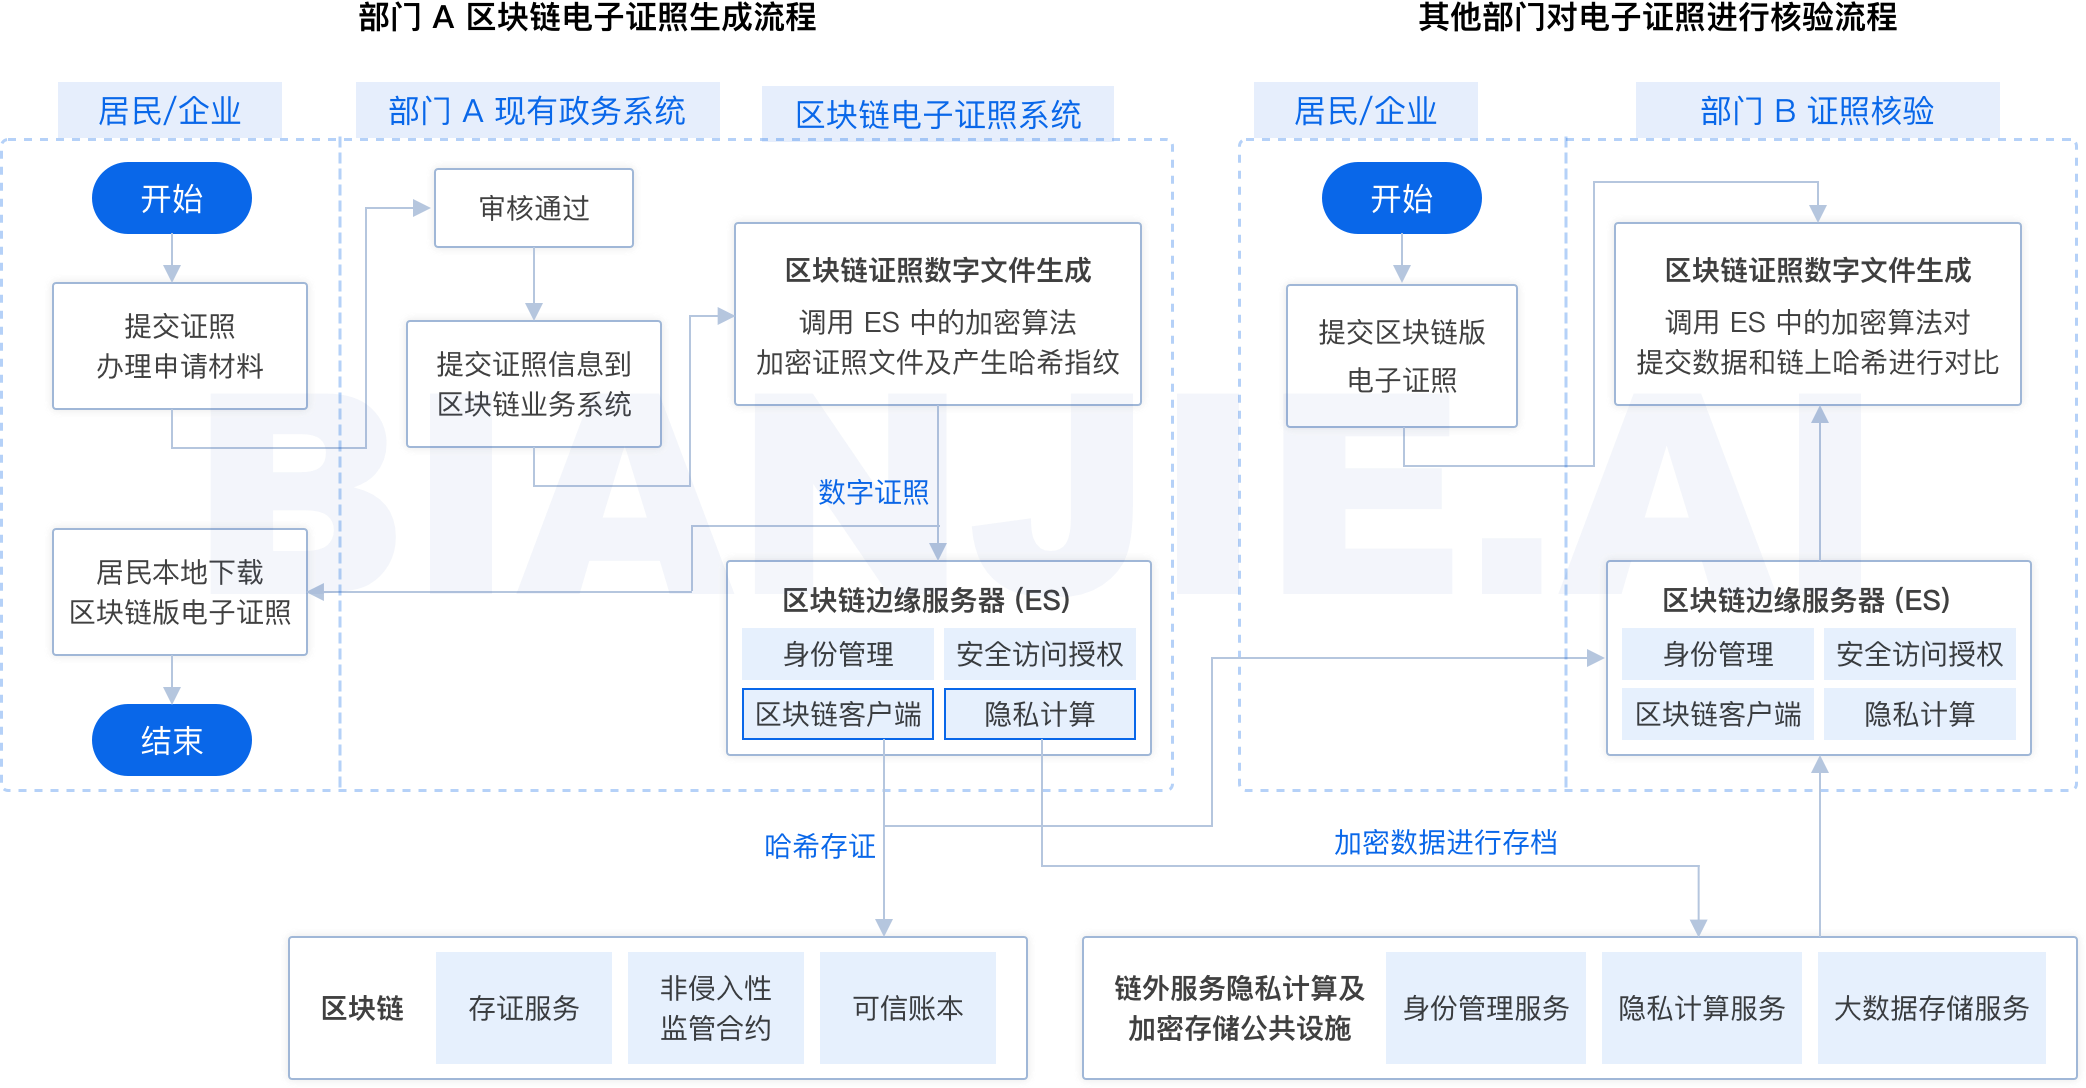 部门 A 区块链电子证照生成流程
其他部门对电子证照进行核验流程
居民/企业
部门 A 现有政务系统
区块链电子证照系统
居民/企业
部门 B 证照核验
开始
提交证照
办理申请材料
居民本地下载
区块链版电子证照
结束
审核通过
提交证照信息到
区块链业务系统
区块链证照数字文件生成
调用 ES 中的加密算法
加密证照文件及产生哈希指纹
数字证照
区块链边缘服务器 (ES)
身份管理
安全访问授权
区块链客户端
隐私计算
开始
提交区块链版
电子证照
区块链证照数字文件生成
调用 ES 中的加密算法对
提交数据和链上哈希进行对比
区块链边缘服务器 (ES)
身份管理
安全访问授权
区块链客户端
隐私计算
哈希存证
加密数据进行存档
区块链
存证服务
非侵入性
监管合约
可信账本
链外服务隐私计算及
加密存储公共设施
身份管理服务
隐私计算服务
大数据存储服务
BIANJIE.AI